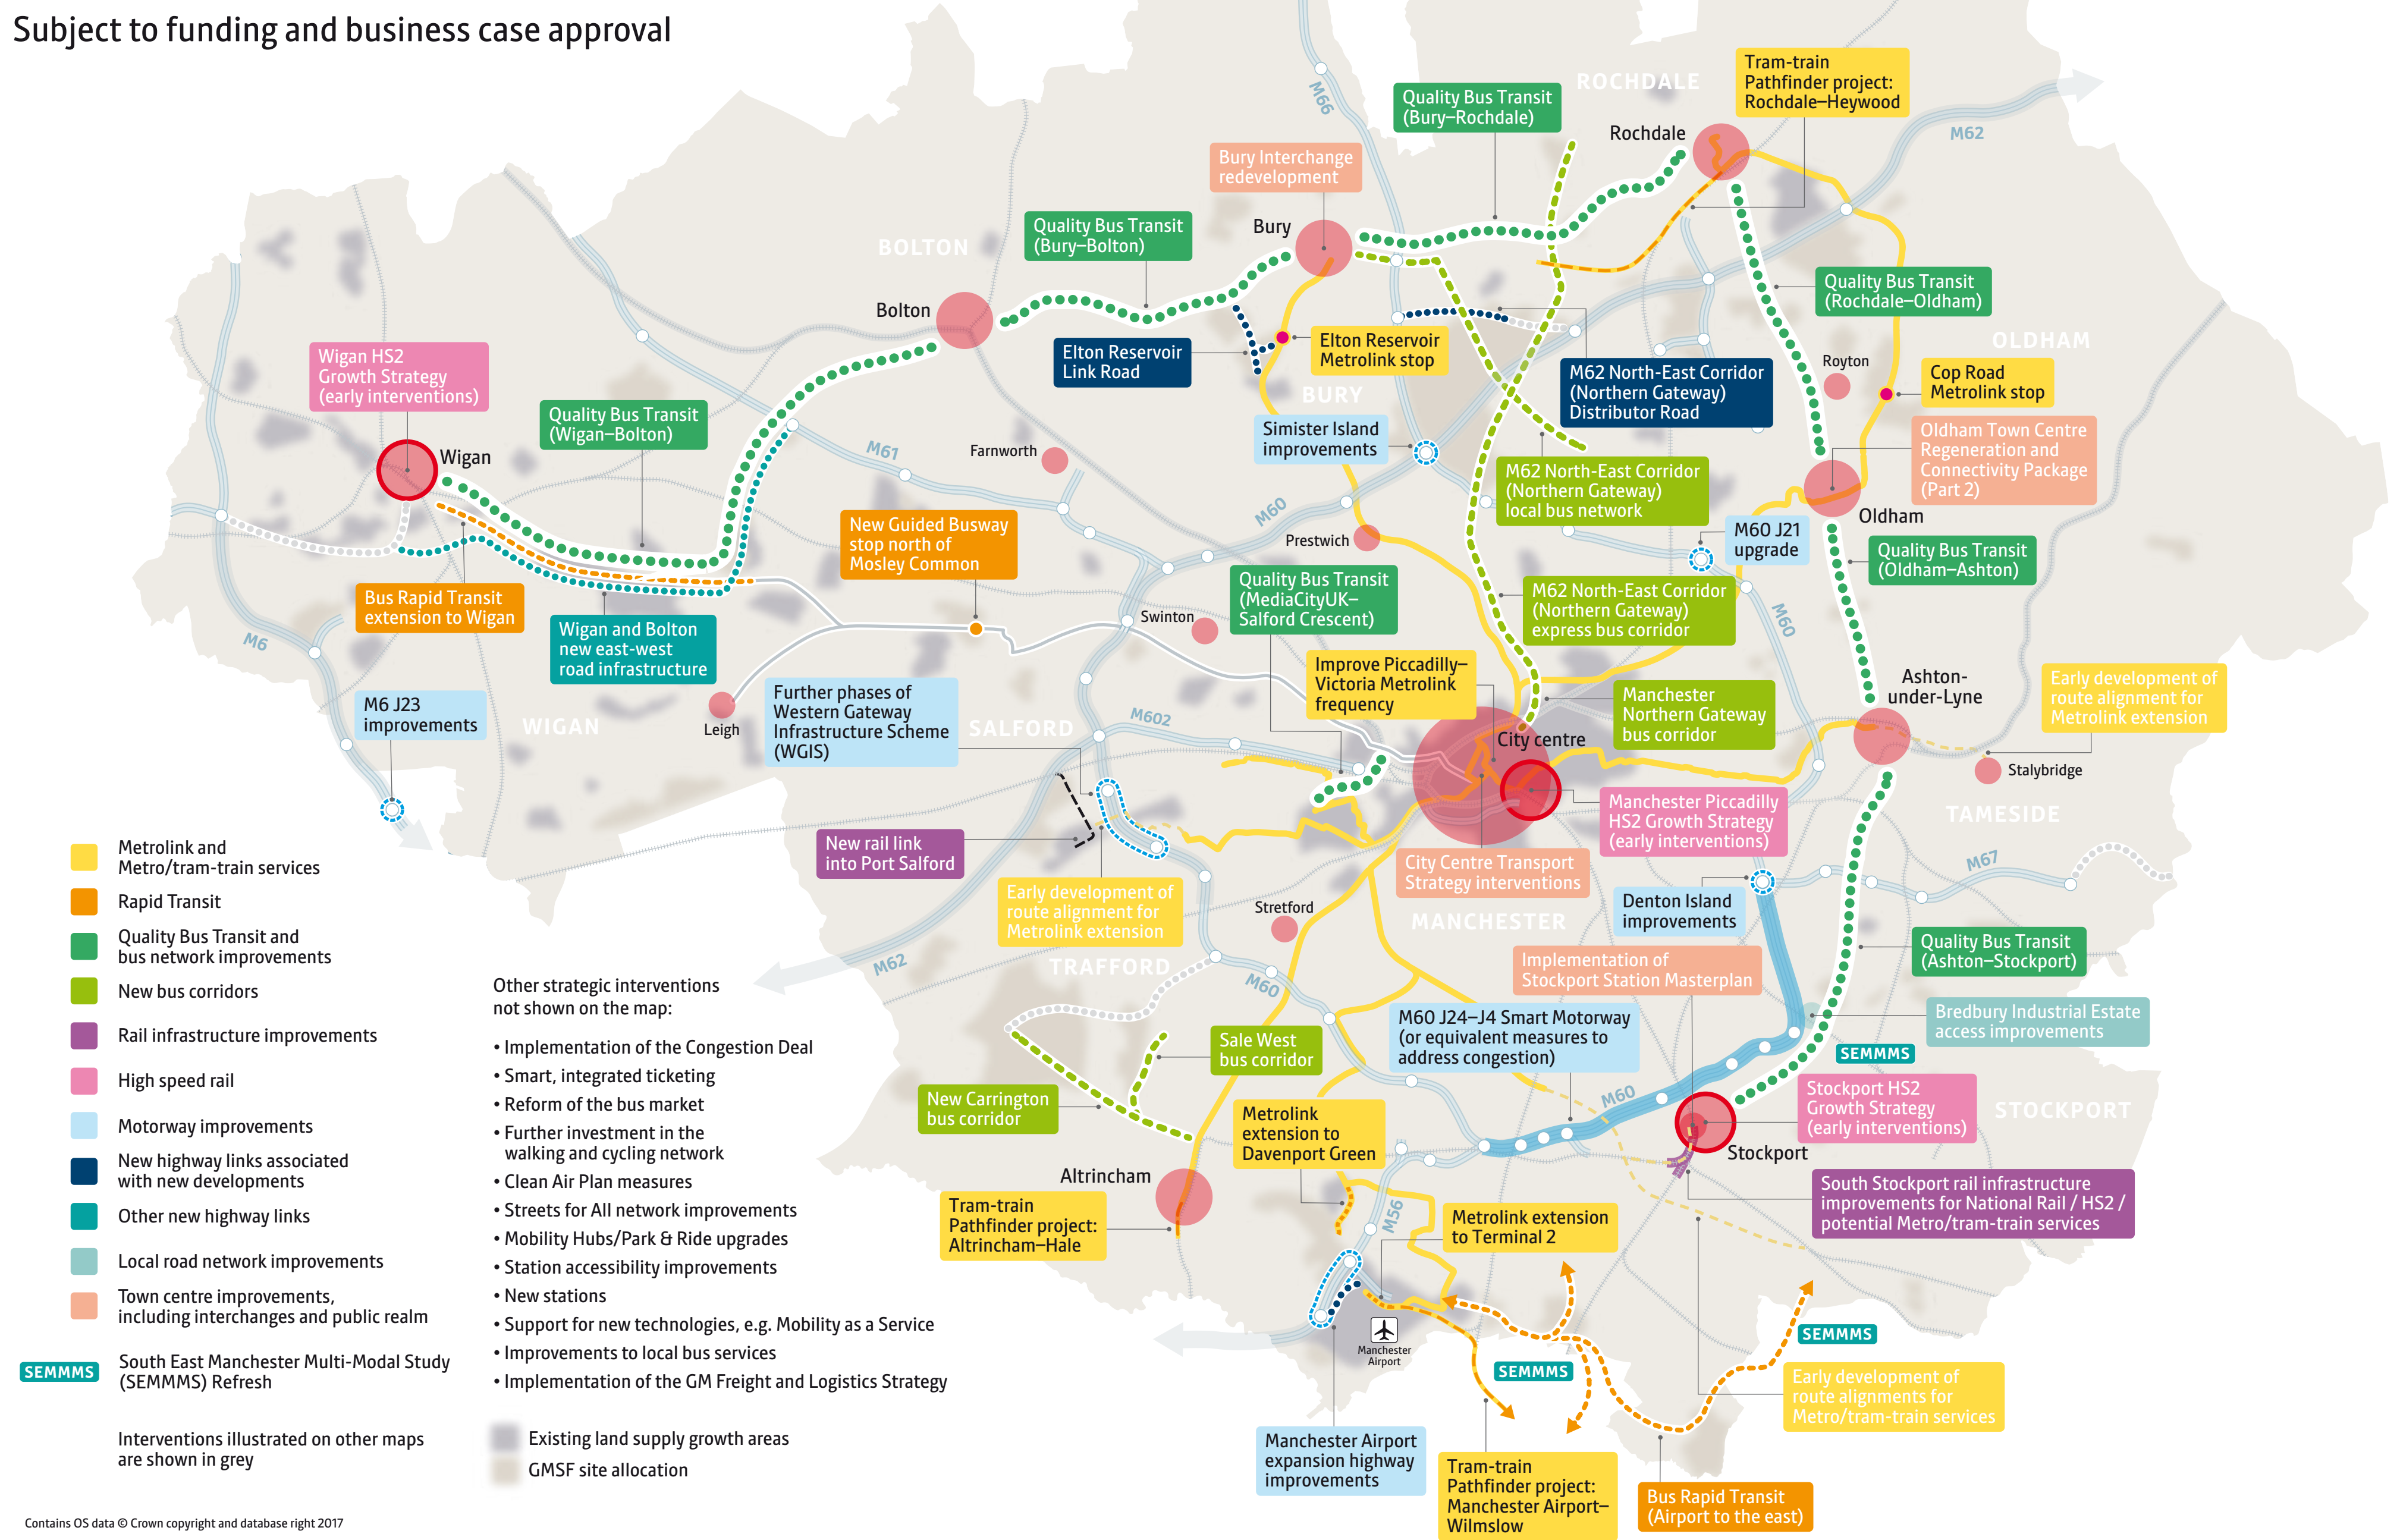 Subject to funding and business case approval
ROCHDALE
Tram-train
Pathfinder project:
Rochdale–Heywood
Quality Bus Transit
(Bury–Rochdale)
M66
M62
Rochdale
Bury Interchange
redevelopment
Bury
Quality Bus Transit
(Bury–Bolton)
BOLTON
Bolton
Quality Bus Transit
(Rochdale–Oldham)
OLDHAM
Elton Reservoir
Link Road
Elton Reservoir
Metrolink stop
Royton
Cop Road
Metrolink stop
M62 North-East Corridor
(Northern Gateway)
Distributor Road
BURY
Wigan HS2
Growth Strategy
(early interventions)
Quality Bus Transit
(Wigan–Bolton)
Wigan
M61
Farnworth
Simister Island
improvements
Oldham Town Centre
Regeneration and
Connectivity Package
(Part 2)
M62 North-East Corridor
(Northern Gateway)
local bus network
M60
Oldham
New Guided Busway
stop north of
Mosley Common
Prestwich
M60 J21
upgrade
Quality Bus Transit
(Oldham–Ashton)
Bus Rapid Transit
extension to Wigan
Quality Bus Transit
(MediaCityUK–
Salford Crescent)
M62 North-East Corridor
(Northern Gateway)
express bus corridor
M60
Swinton
Wigan and Bolton
new east-west
road infrastructure
M6
Improve Piccadilly–
Victoria Metrolink
frequency
Ashton-
under-Lyne
Early development of
route alignment for
Metrolink extension
M6 J23
improvements
WIGAN
Leigh
Further phases of
Western Gateway
Infrastructure Scheme
(WGIS)
SALFORD
M602
City centre
Manchester
Northern Gateway
bus corridor
Stalybridge
Manchester Piccadilly
HS2 Growth Strategy
(early interventions)
TAMESIDE
New rail link
into Port Salford
City Centre Transport
Strategy interventions
M67
Early development of
route alignment for
Metrolink extension
Stretford
MANCHESTER
Denton Island
improvements
Quality Bus Transit
(Ashton–Stockport)
M62
TRAFFORD
M60
Implementation of
Stockport Station Masterplan
M60 J24–J4 Smart Motorway
(or equivalent measures to
address congestion)
Bredbury Industrial Estate
access improvements
SEMMMS
Sale West
bus corridor
New Carrington
bus corridor
M60
Stockport HS2
Growth Strategy
(early interventions)
STOCKPORT
Metrolink
extension to
Davenport Green
Stockport
Altrincham
Tram-train
Pathfinder project:
Altrincham–Hale
M56
Metrolink extension
to Terminal 2
South Stockport rail infrastructure
improvements for National Rail / HS2 /
potential Metro/tram-train services
Manchester
Airport
SEMMMS
SEMMMS
Early development of
route alignments for
Metro/tram-train services
Manchester Airport
expansion highway
improvements
Tram-train
Pathfinder project:
Manchester Airport–
Wilmslow
Bus Rapid Transit
(Airport to the east)
Metrolink and
Metro/tram-train services
Rapid Transit
Quality Bus Transit and
bus network improvements
New bus corridors
Rail infrastructure improvements
High speed rail
Motorway improvements
New highway links associated
with new developments
Other new highway links
Local road network improvements
Town centre improvements,
including interchanges and public realm
SEMMMS
South East Manchester Multi-Modal Study
(SEMMMS) Refresh
Interventions illustrated on other maps
are shown in grey
Other strategic interventions
not shown on the map:
• Implementation of the Congestion Deal
• Smart, integrated ticketing
• Reform of the bus market
• Further investment in the
walking and cycling network
• Clean Air Plan measures
• Streets for All network improvements
• Mobility Hubs/Park & Ride upgrades
• Station accessibility improvements
• New stations
• Support for new technologies, e.g. Mobility as a Service
• Improvements to local bus services
• Implementation of the GM Freight and Logistics Strategy
Existing land supply growth areas
GMSF site allocation
Contains OS data © Crown copyright and database right 2017